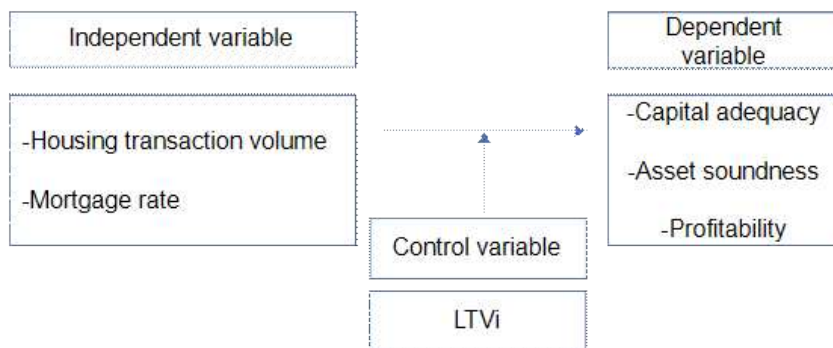 Independent variable
Dependent
variable
-Housing transaction volume
-Mortgage rate
-Capital adequacy
-Asset soundness
-Profitability
Control variable
LTVi